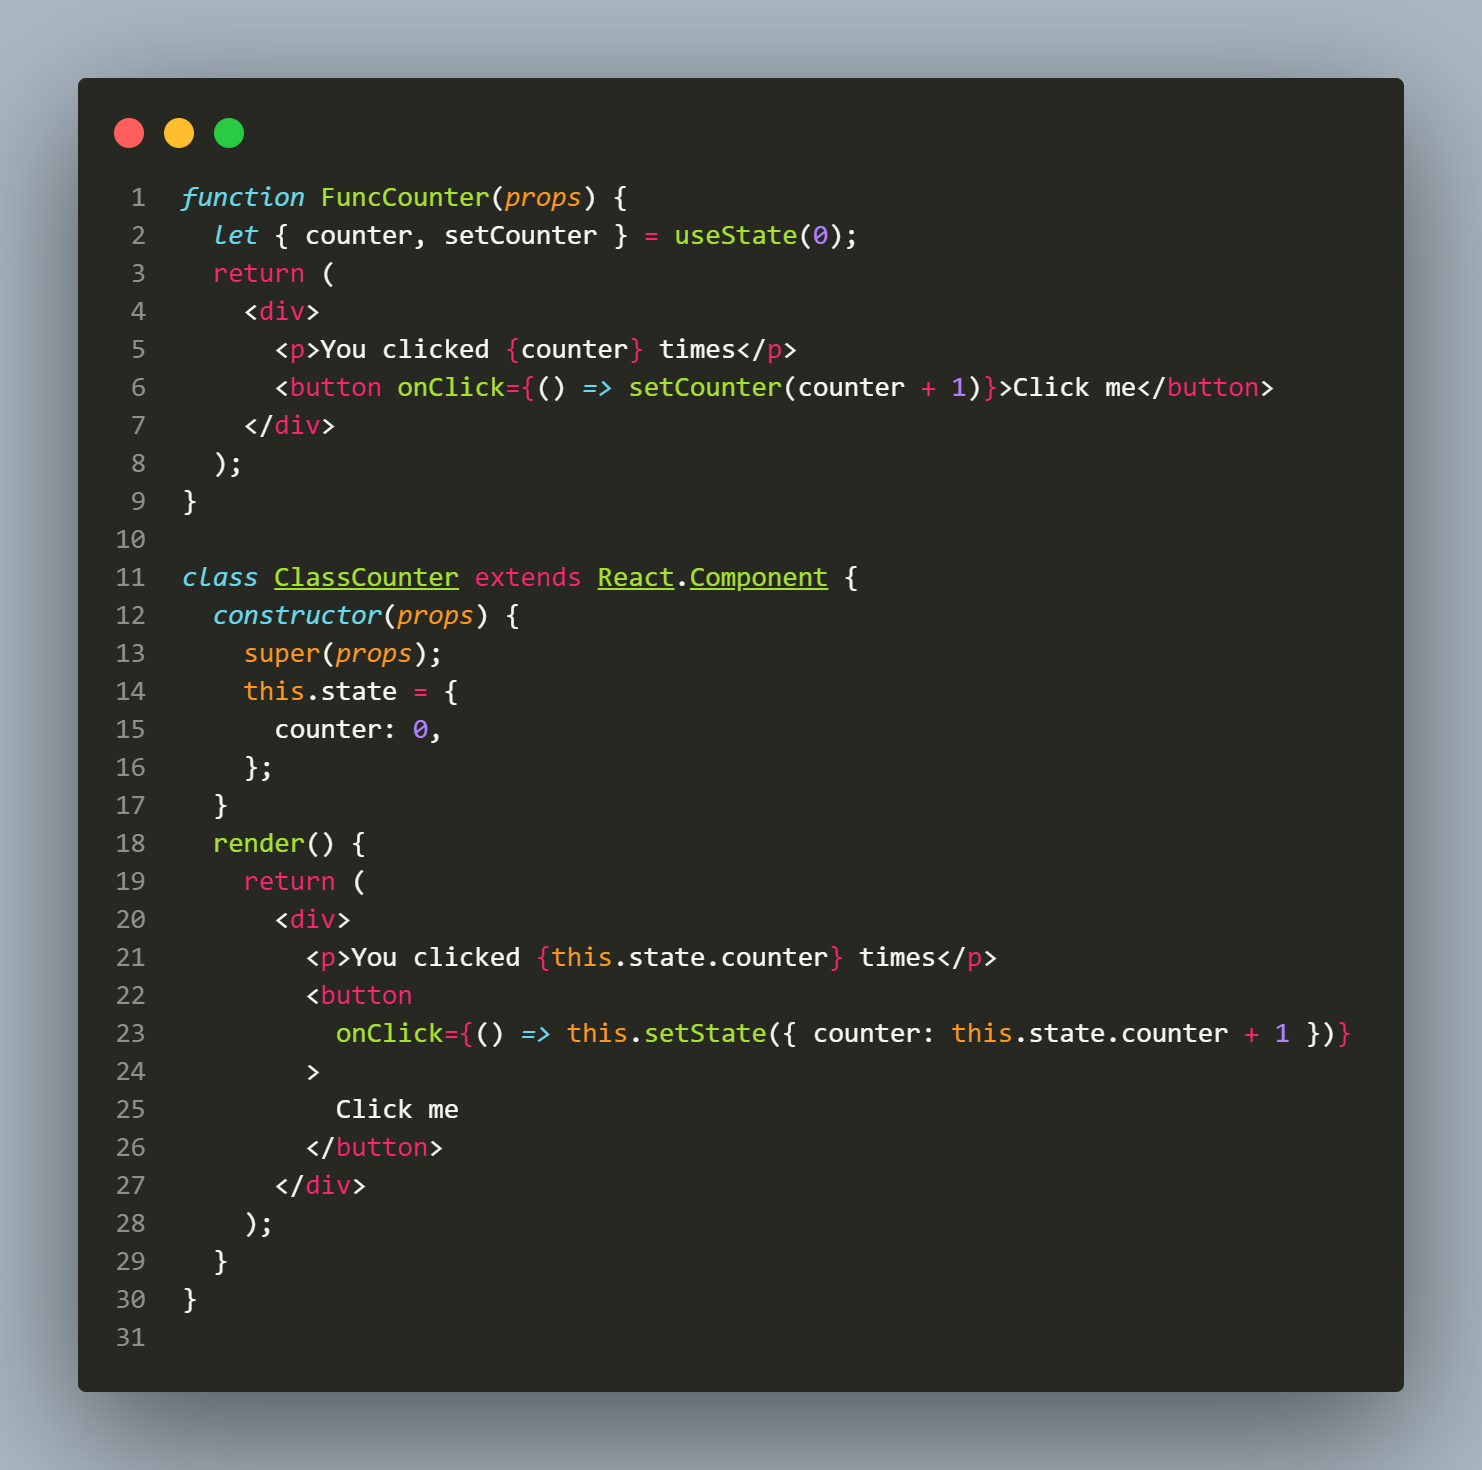 1 function FuncCounter(props) {
2   let { counter, setCounter } = useState(0);
3   return (
4     <div>
5       <p>You clicked {counter} times</p>
6       <button onClick={() => setCounter(counter + 1)}>Click me</button>
7     </div>
8   );
9 }
10
11 class ClassCounter extends React.Component {
12   constructor(props) {
13     super(props);
14     this.state = {
15       counter: 0,
16     };
17   }
18   render() {
19     return (
20       <div>
21         <p>You clicked {this.state.counter} times</p>
22         <button
23           onClick={() => this.setState({ counter: this.state.counter + 1 })}
24         >
25           Click me
26         </button>
27       </div>
28     );
29   }
30 }
31